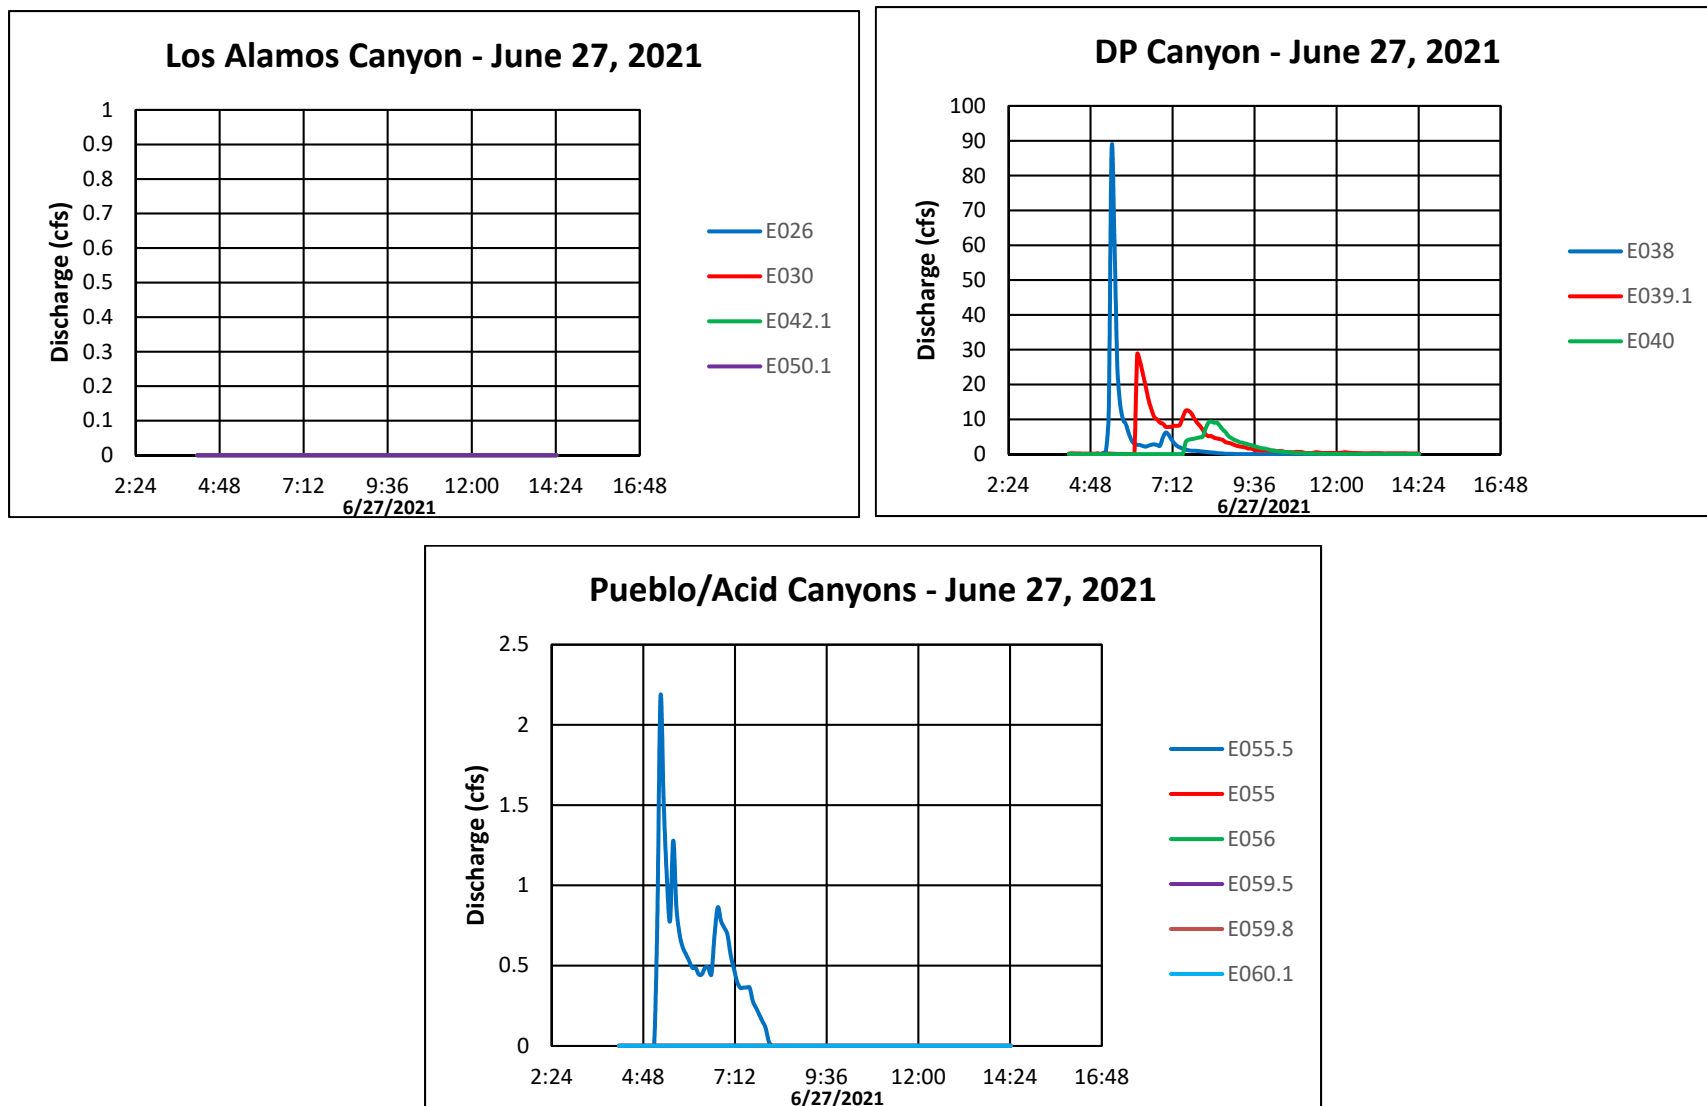 Los Alamos Canyon - June 27, 2021
1
0.9
0.8
0.7
0.6
0.5
0.4
0.3
0.2
0.1
0
Discharge (cfs)
2:24 4:48 7:12 9:36 12:00 14:24 16:48
6/27/2021
E026
E030
E042.1
E050.1
DP Canyon - June 27, 2021
100
90
80
70
60
50
40
30
20
10
0
Discharge (cfs)
2:24 4:48 7:12 9:36 12:00 14:24 16:48
6/27/2021
E038
E039.1
E040
Pueblo/Acid Canyons - June 27, 2021
2.5
2
1.5
1
0.5
0
Discharge (cfs)
2:24 4:48 7:12 9:36 12:00 14:24 16:48
6/27/2021
E055.5
E055
E056
E059.5
E059.8
E060.1